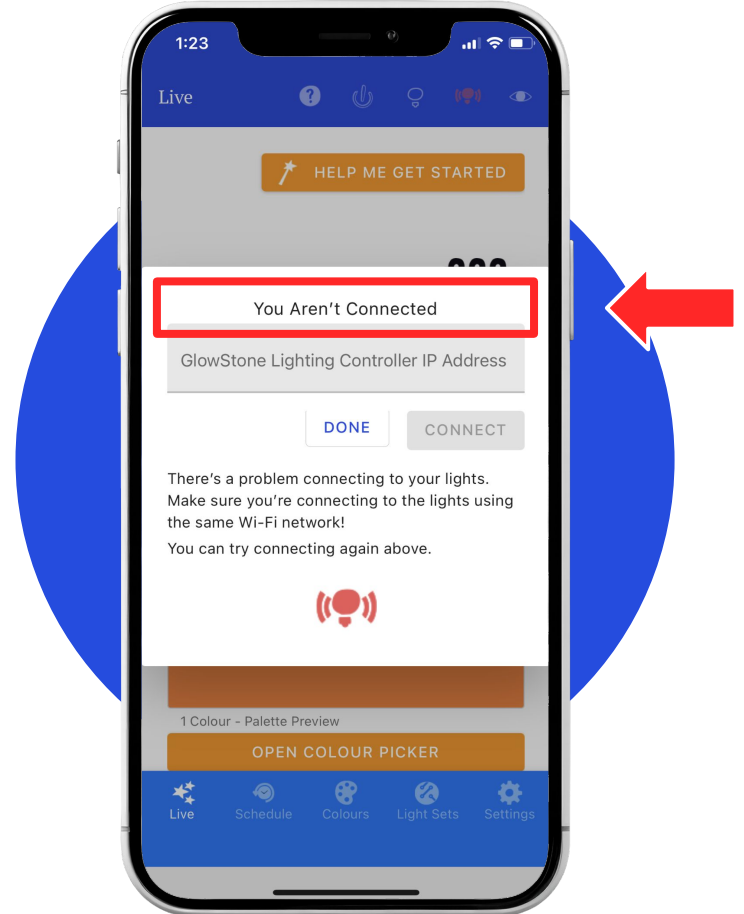 1:23
Live
?
HELP ME GET STARTED
You Aren't Connected
GlowStone Lighting Controller IP Address
DONE
CONNECT
There's a problem connecting to your lights.
Make sure you're connecting to the lights using
the same Wi-Fi network!
You can try connecting again above.
1 Colour - Palette Preview
OPEN COLOUR PICKER
Live Schedule Colours Light Sets Settings